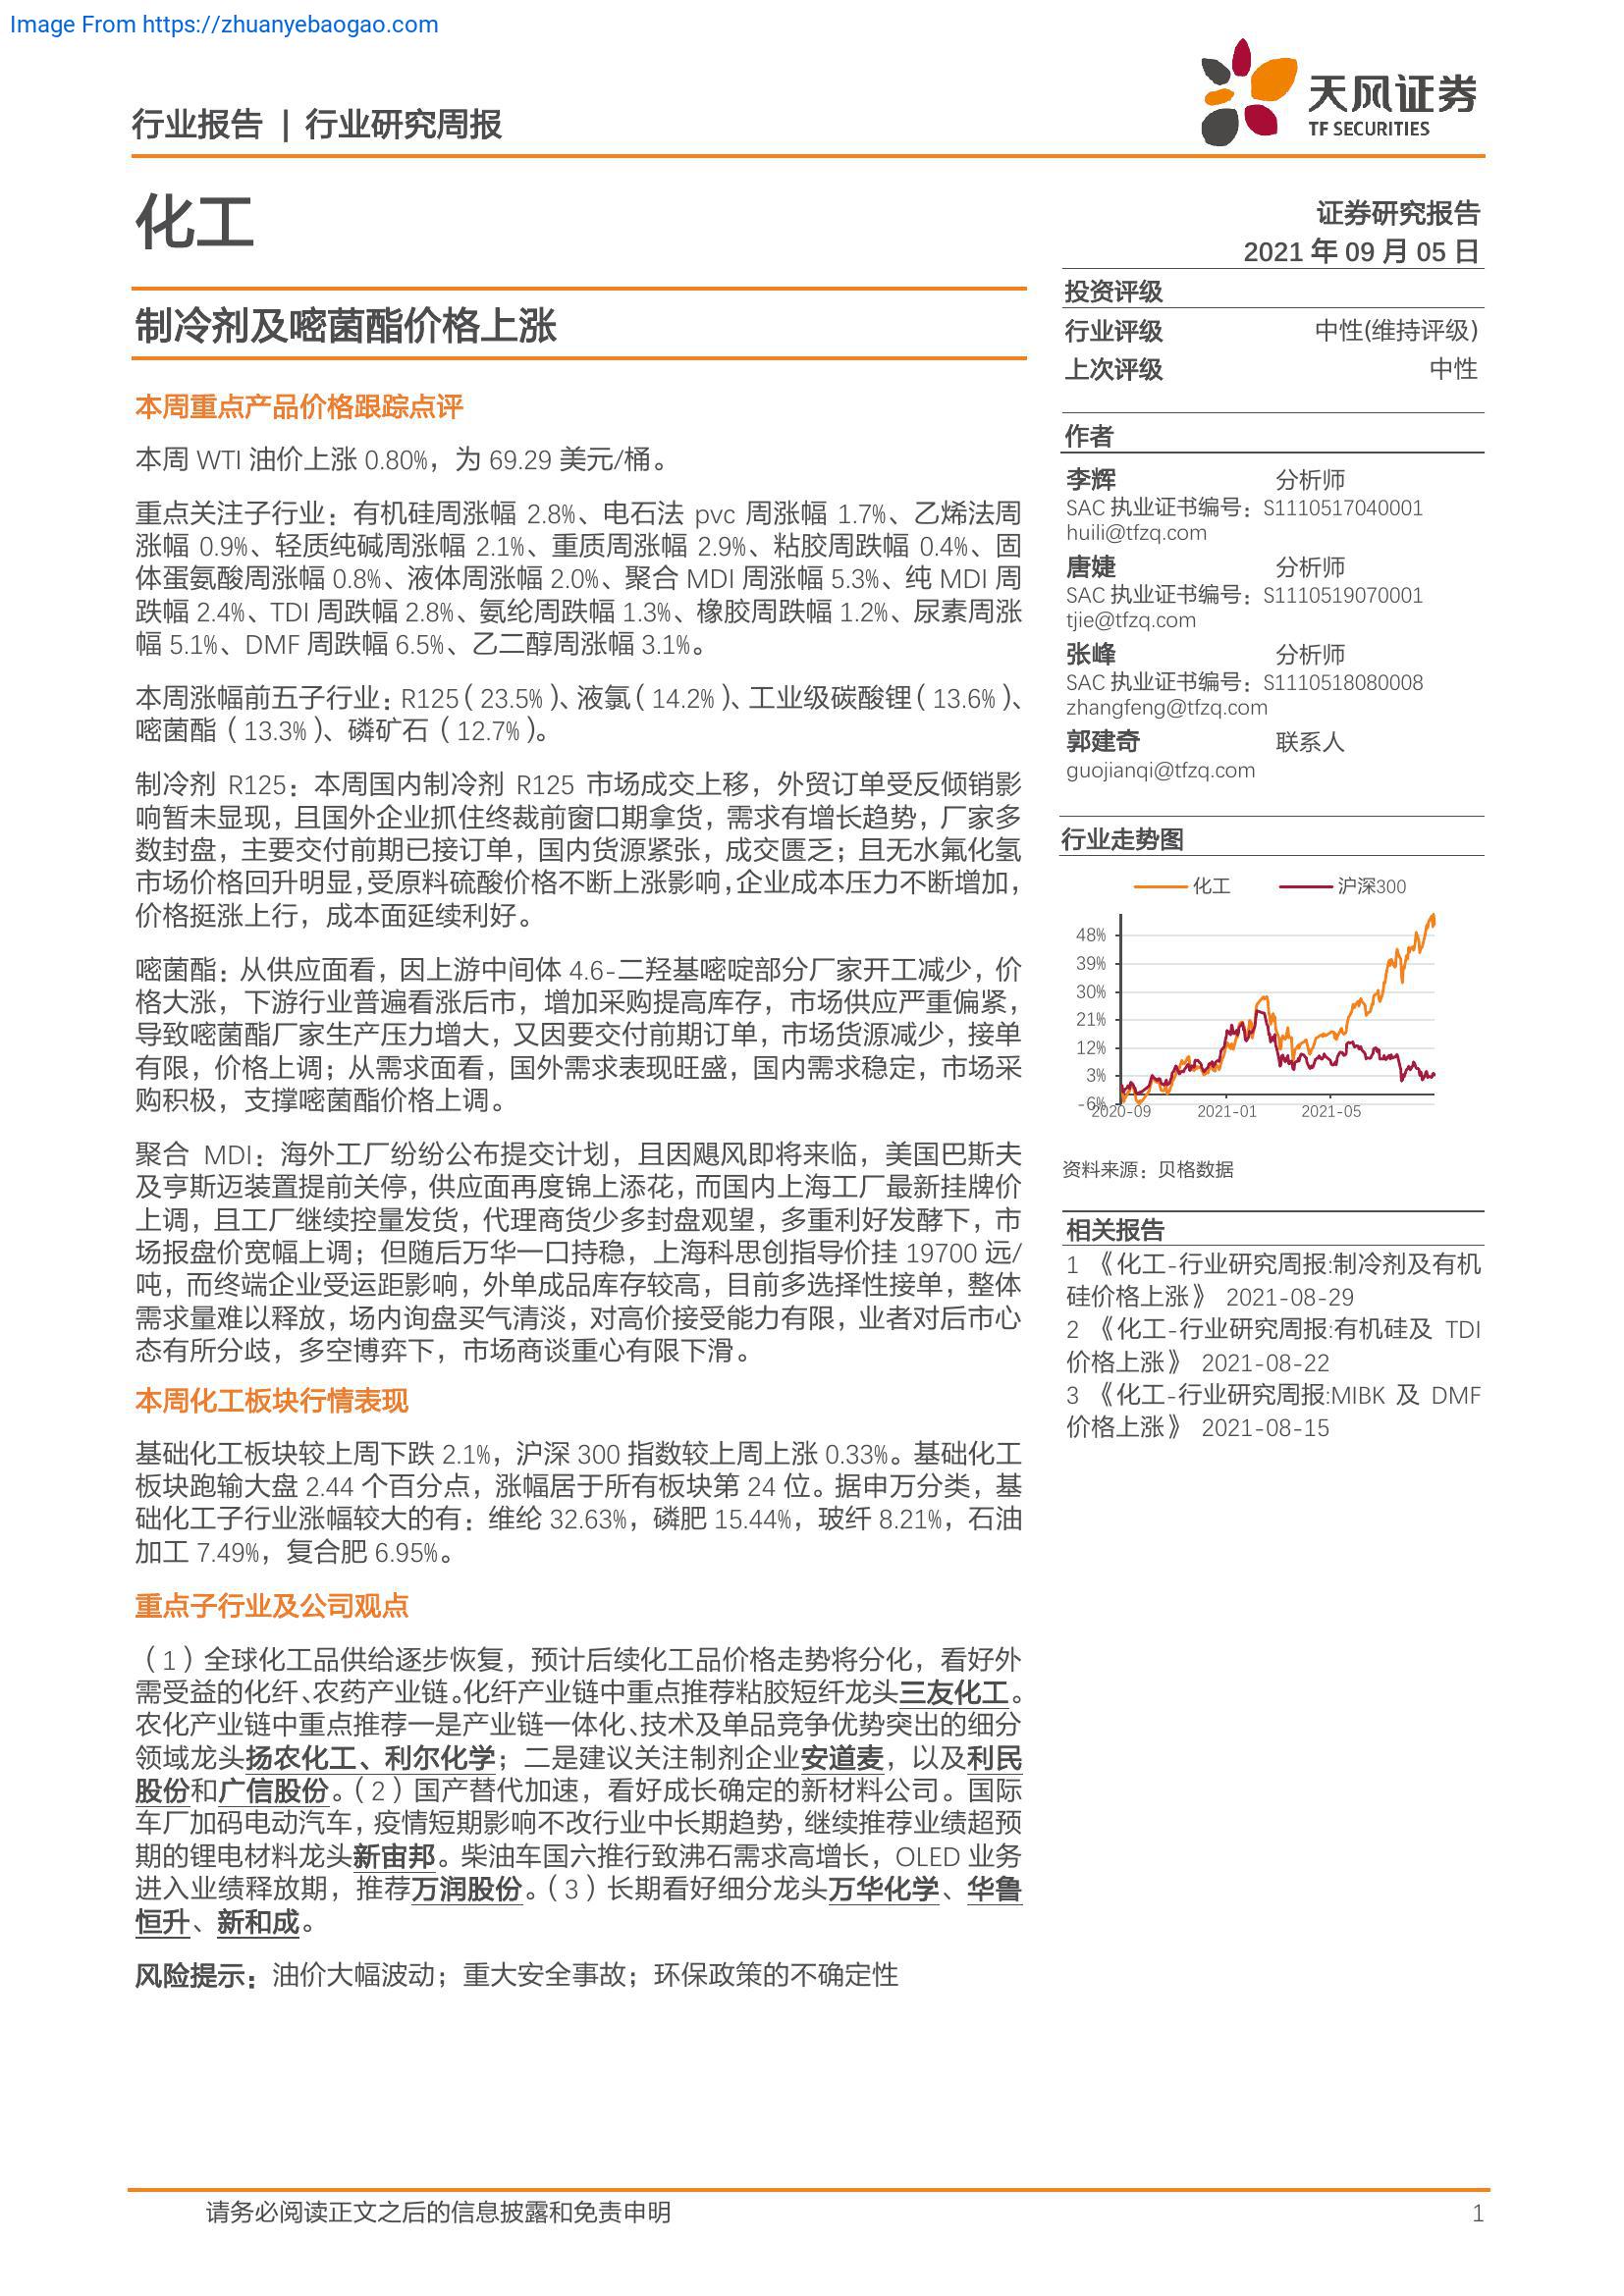 Image From https://zhuanyebaogao.com
行业报告 | 行业研究周报
天风证券
TF SECURITIES
化工
证券研究报告
2021 年 09 月 05 日
制冷剂及嘧菌酯价格上涨
本周重点产品价格跟踪点评
本周 WTI 油价上涨 0.80%，为 69.29 美元/桶。
重点关注子行业：有机硅周涨幅 2.8%、电石法 pvc 周涨幅 1.7%、乙烯法周
涨幅 0.9%、轻质纯碱周涨幅 2.1%、重质周涨幅 2.9%、粘胶周跌幅 0.4%、固
体蛋氨酸周涨幅 0.8%、液体周涨幅 2.0%、聚合 MDI 周涨幅 5.3%、纯 MDI 周
跌幅 2.4%、TDI 周跌幅 2.8%、氨纶周跌幅 1.3%、橡胶周跌幅 1.2%、尿素周涨
幅 5.1%、DMF 周跌幅 6.5%、乙二醇周涨幅 3.1%。
本周涨幅前五子行业：R125（23.5%）、液氯（14.2%）、工业级碳酸锂（13.6%）、
嘧菌酯（13.3%）、磷矿石（12.7%）。
制冷剂 R125：本周国内制冷剂 R125 市场成交上移，外贸订单受反倾销影
响暂未显现，且国外企业抓住终裁前窗口期拿货，需求有增长趋势，厂家多
数封盘，主要交付前期已接订单，国内货源紧张，成交匮乏；且无水氟化氢
市场价格回升明显，受原料硫酸价格不断上涨影响，企业成本压力不断增加，
价格挺涨上行，成本面延续利好。
嘧菌酯：从供应面看，因上游中间体 4.6-二羟基嘧啶部分厂家开工减少，价
格大涨，下游行业普遍看涨后市，增加采购提高库存，市场供应严重偏紧，
导致嘧菌酯厂家生产压力增大，又因要交付前期订单，市场货源减少，接单
有限，价格上调；从需求面看，国外需求表现旺盛，国内需求稳定，市场采
购积极，支撑嘧菌酯价格上调。
聚合 MDI：海外工厂纷纷公布提交计划，且因飓风即将来临，美国巴斯夫
及亨斯迈装置提前关停，供应面再度锦上添花，而国内上海工厂最新挂牌价
上调，且工厂继续控量发货，代理商货少多封盘观望，多重利好发酵下，市
场报盘价宽幅上调；但随后万华一口持稳，上海科思创指导价挂 19700 远/
吨，而终端企业受运距影响，外单成品库存较高，目前多选择性接单，整体
需求量难以释放，场内询盘买气清淡，对高价接受能力有限，业者对后市心
态有所分歧，多空博弈下，市场商谈重心有限下滑。
本周化工板块行情表现
基础化工板块较上周下跌 2.1%，沪深 300 指数较上周上涨 0.33%。基础化工
板块跑输大盘 2.44 个百分点，涨幅居于所有板块第 24 位。据申万分类，基
础化工子行业涨幅较大的有：维纶 32.63%，磷肥 15.44%，玻纤 8.21%，石油
加工 7.49%，复合肥 6.95%。
重点子行业及公司观点
（1）全球化工品供给逐步恢复，预计后续化工品价格走势将分化，看好外
需受益的化纤、农药产业链。化纤产业链中重点推荐粘胶短纤龙头三友化工。
农化产业链中重点推荐一是产业链一体化、技术及单品竞争优势突出的细分
领域龙头扬农化工、利尔化学；二是建议关注制剂企业安道麦，以及利民
股份和广信股份。（2）国产替代加速，看好成长确定的新材料公司。国际
车厂加码电动汽车，疫情短期影响不改行业中长期趋势，继续推荐业绩超预
期的锂电材料龙头新宙邦。柴油车国六推行致沸石需求高增长，OLED 业务
进入业绩释放期，推荐万润股份。（3）长期看好细分龙头万华化学、华鲁
恒升、新和成。
风险提示：油价大幅波动；重大安全事故；环保政策的不确定性
投资评级
行业评级 中性(维持评级)
上次评级 中性
作者
李辉 分析师
SAC 执业证书编号：S1110517040001
huili@tfzq.com
唐婕 分析师
SAC 执业证书编号：S1110519070001
tjie@tfzq.com
张峰 分析师
SAC 执业证书编号：S1110518080008
zhangfeng@tfzq.com
郭建奇 联系人
guojianqi@tfzq.com
行业走势图
化工 沪深300
48%
39%
30%
21%
12%
3%
-6%
2020-09 2021-01 2021-05
资料来源：贝格数据
相关报告
1 《化工-行业研究周报:制冷剂及有机
硅价格上涨》 2021-08-29
2 《化工-行业研究周报:有机硅及 TDI
价格上涨》 2021-08-22
3 《化工-行业研究周报:MIBK 及 DMF
价格上涨》 2021-08-15
请务必阅读正文之后的信息披露和免责申明 1